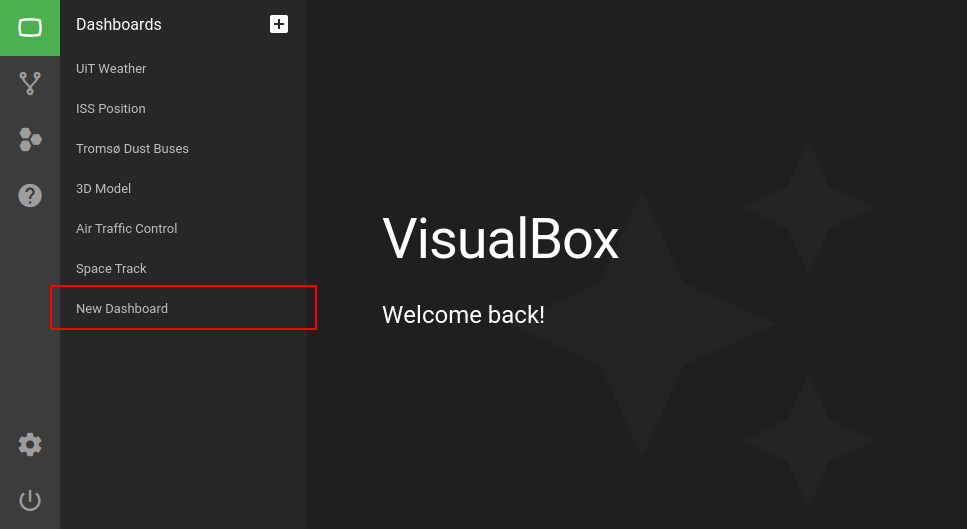 Dashboards
UiT Weather
ISS Position
Tromsø Dust Buses
3D Model
Air Traffic Control
Space Track
New Dashboard
VisualBox
Welcome back!